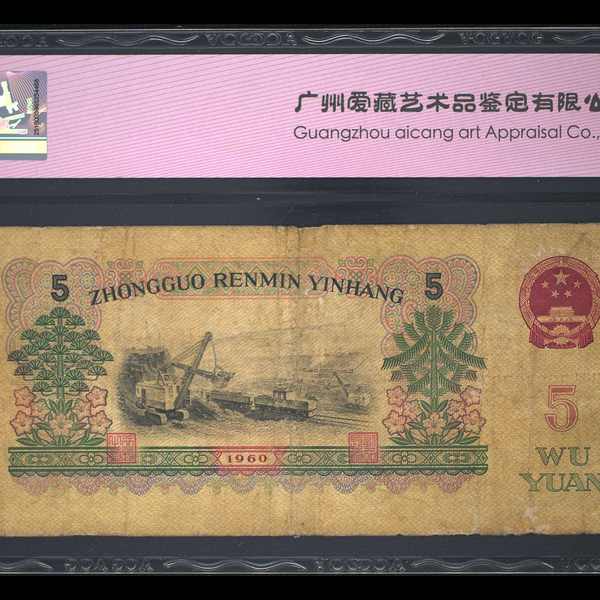 广州爱藏艺术品鉴定有限公
Guangzhou aicang art Appraisal Co.,
5
ZHONGGUO RENMIN YINHANG
5
5
WU
YUAN
1960